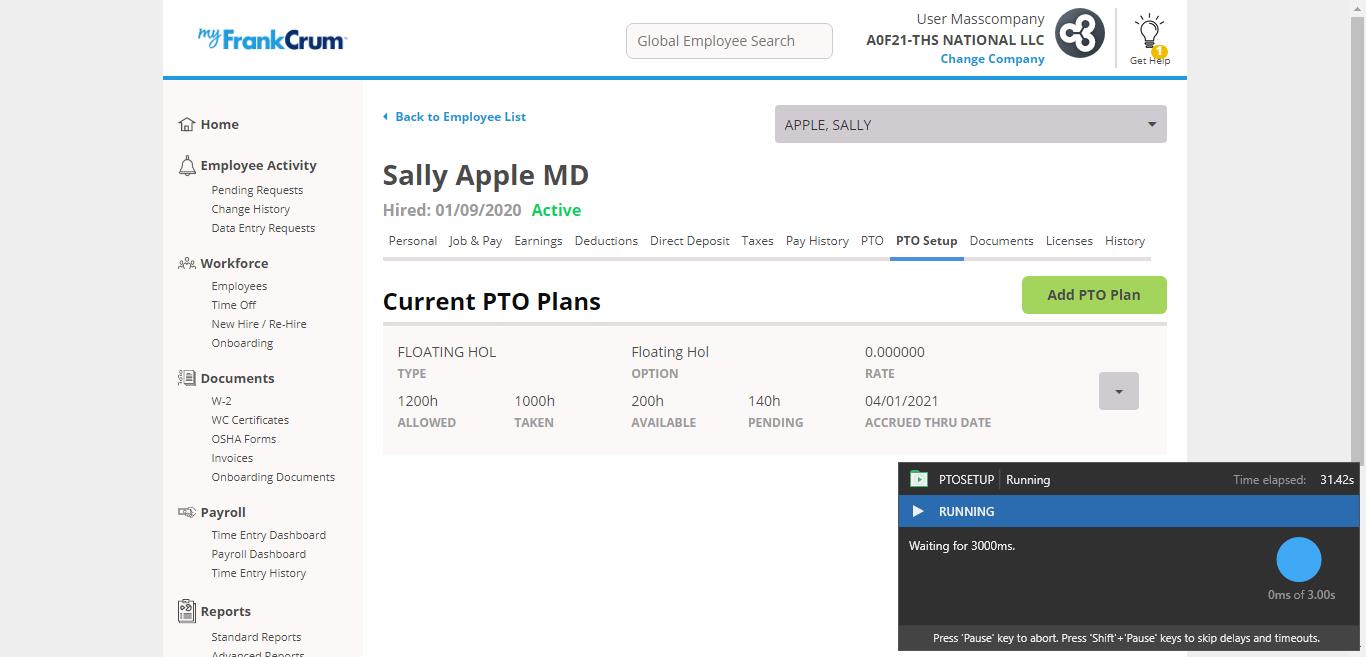 myFrankCrum
Global Employee Search
User Masscompany
A0F21-THS NATIONAL LLC
Change Company
1
Get Help
Home
Employee Activity
Pending Requests
Change History
Data Entry Requests
Workforce
Employees
Time Off
New Hire / Re-Hire
Onboarding
Documents
W-2
WC Certificates
OSHA Forms
Invoices
Onboarding Documents
Payroll
Time Entry Dashboard
Payroll Dashboard
Time Entry History
Reports
Standard Reports
Advanced Reports
Back to Employee List
APPLE, SALLY
Sally Apple MD
Hired: 01/09/2020 Active
Personal Job & Pay Earnings Deductions Direct Deposit Taxes Pay History PTO PTO Setup Documents Licenses History
Current PTO Plans
Add PTO Plan
FLOATING HOL Floating Hol 0.000000
TYPE OPTION RATE
1200h 1000h 200h 140h 04/01/2021
ALLOWED TAKEN AVAILABLE PENDING ACCRUED THRU DATE
PTOSETUP Running Time elapsed: 31.42s
RUNNING
Waiting for 3000ms.
0ms of 3.00s
Press 'Pause' key to abort. Press 'Shift'+'Pause' keys to skip delays and timeouts.